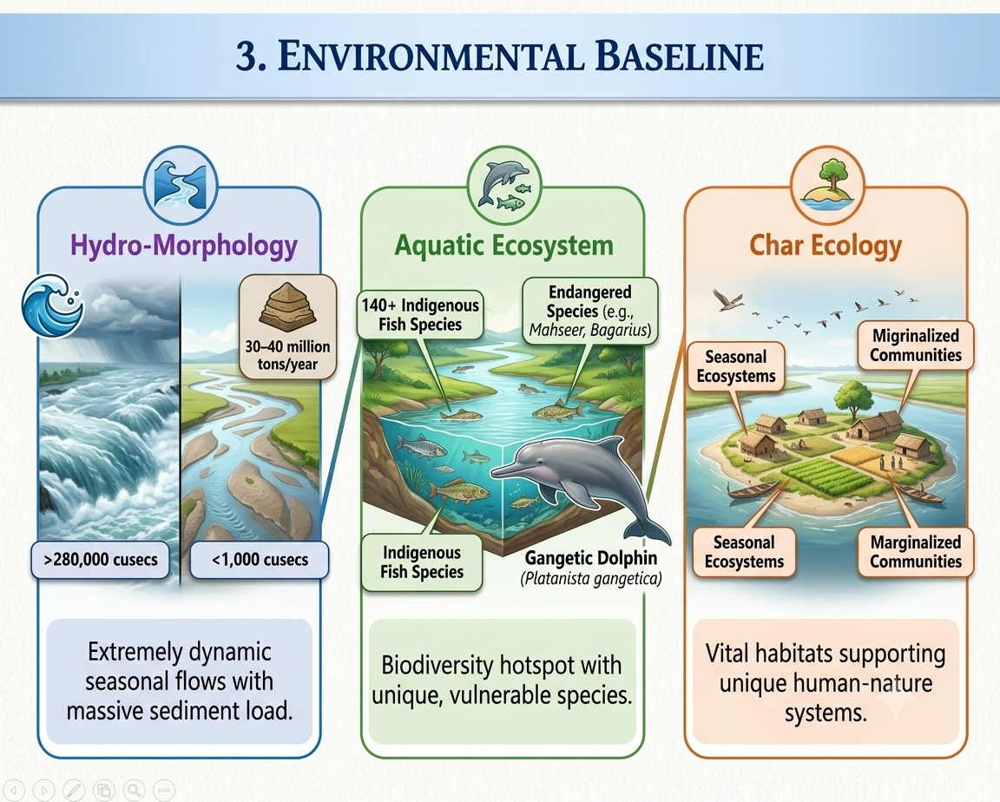 3. ENVIRONMENTAL BASELINE
Hydro-Morphology
30–40 million
tons/year
>280,000 cusecs
<1,000 cusecs
Extremely dynamic
seasonal flows with
massive sediment load.
Aquatic Ecosystem
140+ Indigenous
Fish Species
Endangered
Species (e.g.,
Mahseer, Bagarius)
Indigenous
Fish Species
Gangetic Dolphin
(Platanista gangetica)
Biodiversity hotspot with
unique, vulnerable species.
Char Ecology
Seasonal
Ecosystems
Migrinalized
Communities
Seasonal
Ecosystems
Marginalized
Communities
Vital habitats supporting
unique human-nature
systems.